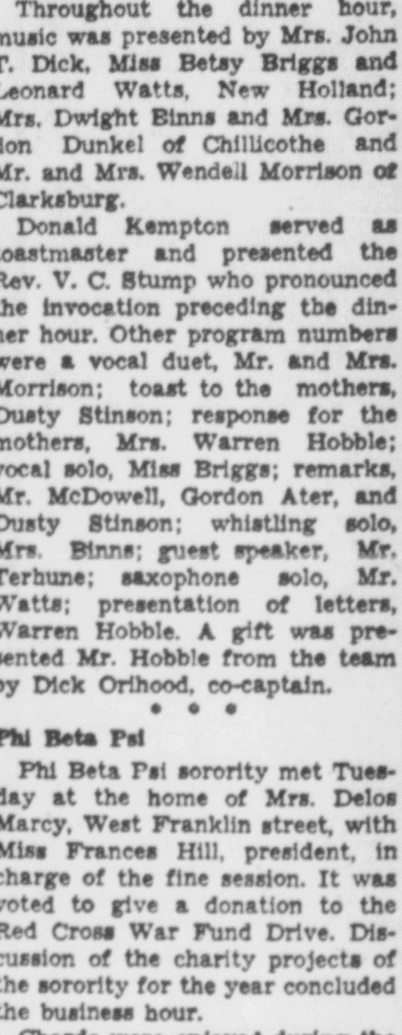 Throughout the dinner hour,
music was presented by Mrs. John
T. Dick, Miss Betsy Briggs and
Leonard Watts, New Holland;
Mrs. Dwight Binns and Mrs. Gor-
don Dunkel of Chillicothe and
Mr. and Mrs. Wendell Morrison of
Clarksburg.
Donald Kempton served as
toastmaster and presented the
Rev. V. C. Stump who pronounced
the invocation preceding the din-
ner hour. Other program numbers
were a vocal duet, Mr. and Mrs.
Morrison; toast to the mothers,
Dusty Stinson; response for the
mothers, Mrs. Warren Hobble;
vocal solo, Miss Briggs; remarks,
Mr. McDowell, Gordon Ater, and
Dusty Stinson; whistling solo,
Mrs. Binns; guest speaker, Mr.
Terhune; saxophone solo, Mr.
Watts; presentation of letters,
Warren Hobble. A gift was pre-
sented Mr. Hobble from the team
by Dick Orihood, co-captain.
* * *
Phi Beta Psi
Phi Beta Psi sorority met Tues-
day at the home of Mrs. Delos
Marcy, West Franklin street, with
Miss Frances Hill, president, in
charge of the fine session. It was
voted to give a donation to the
Red Cross War Fund Drive. Dis-
cussion of the charity projects of
the sorority for the year concluded
the business hour.